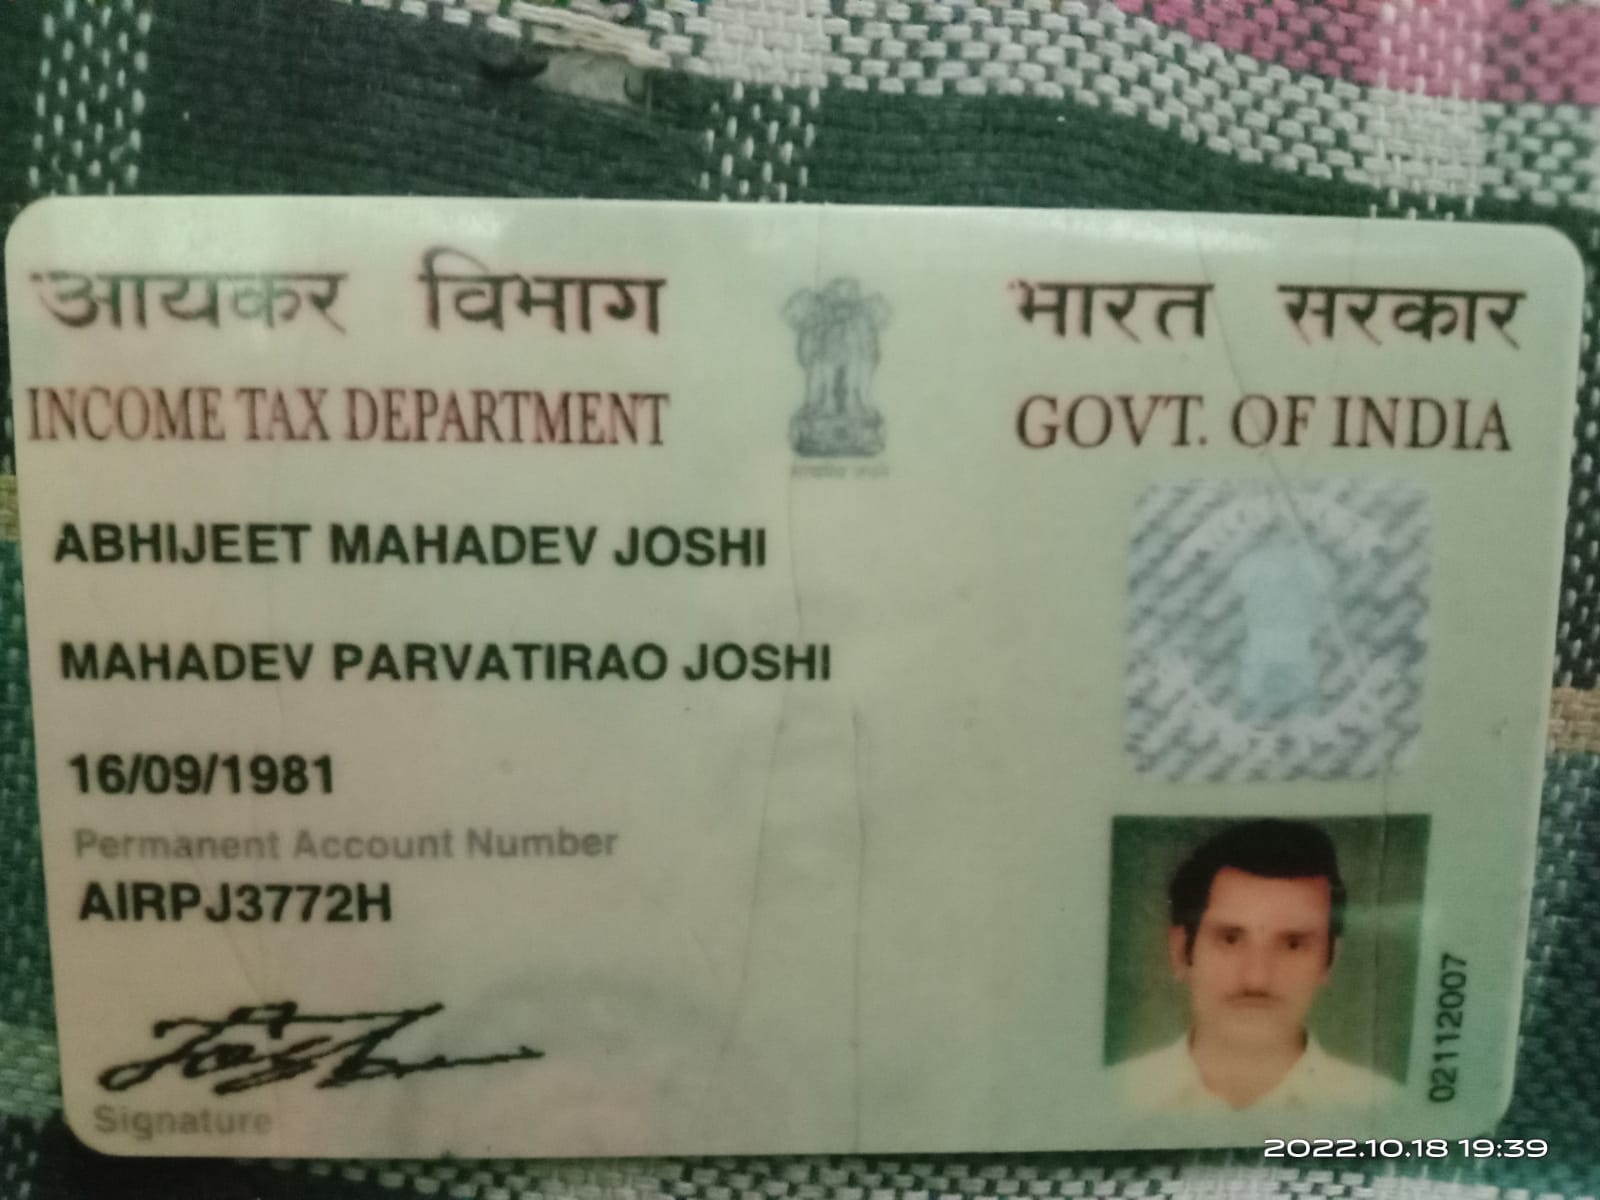 आयकर विभाग
INCOME TAX DEPARTMENT
भारत सरकार
GOVT. OF INDIA
ABHIJEET MAHADEV JOSHI
MAHADEV PARVATIRAO JOSHI
16/09/1981
Permanent Account Number
AIRPJ3772H
Signature
02112007
2022.10.18 19:39